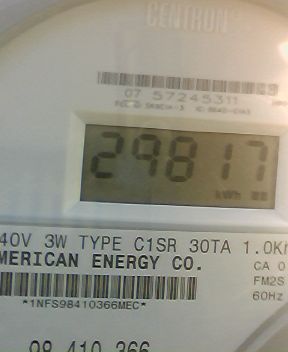 CENTRON
07 57245311
29817
kWh
40V 3W TYPE C1SR 30TA 1.0K
MERICAN ENERGY CO.
CA 0
FM2S
60Hz
*1NFS98410366MEC*
98 410 366